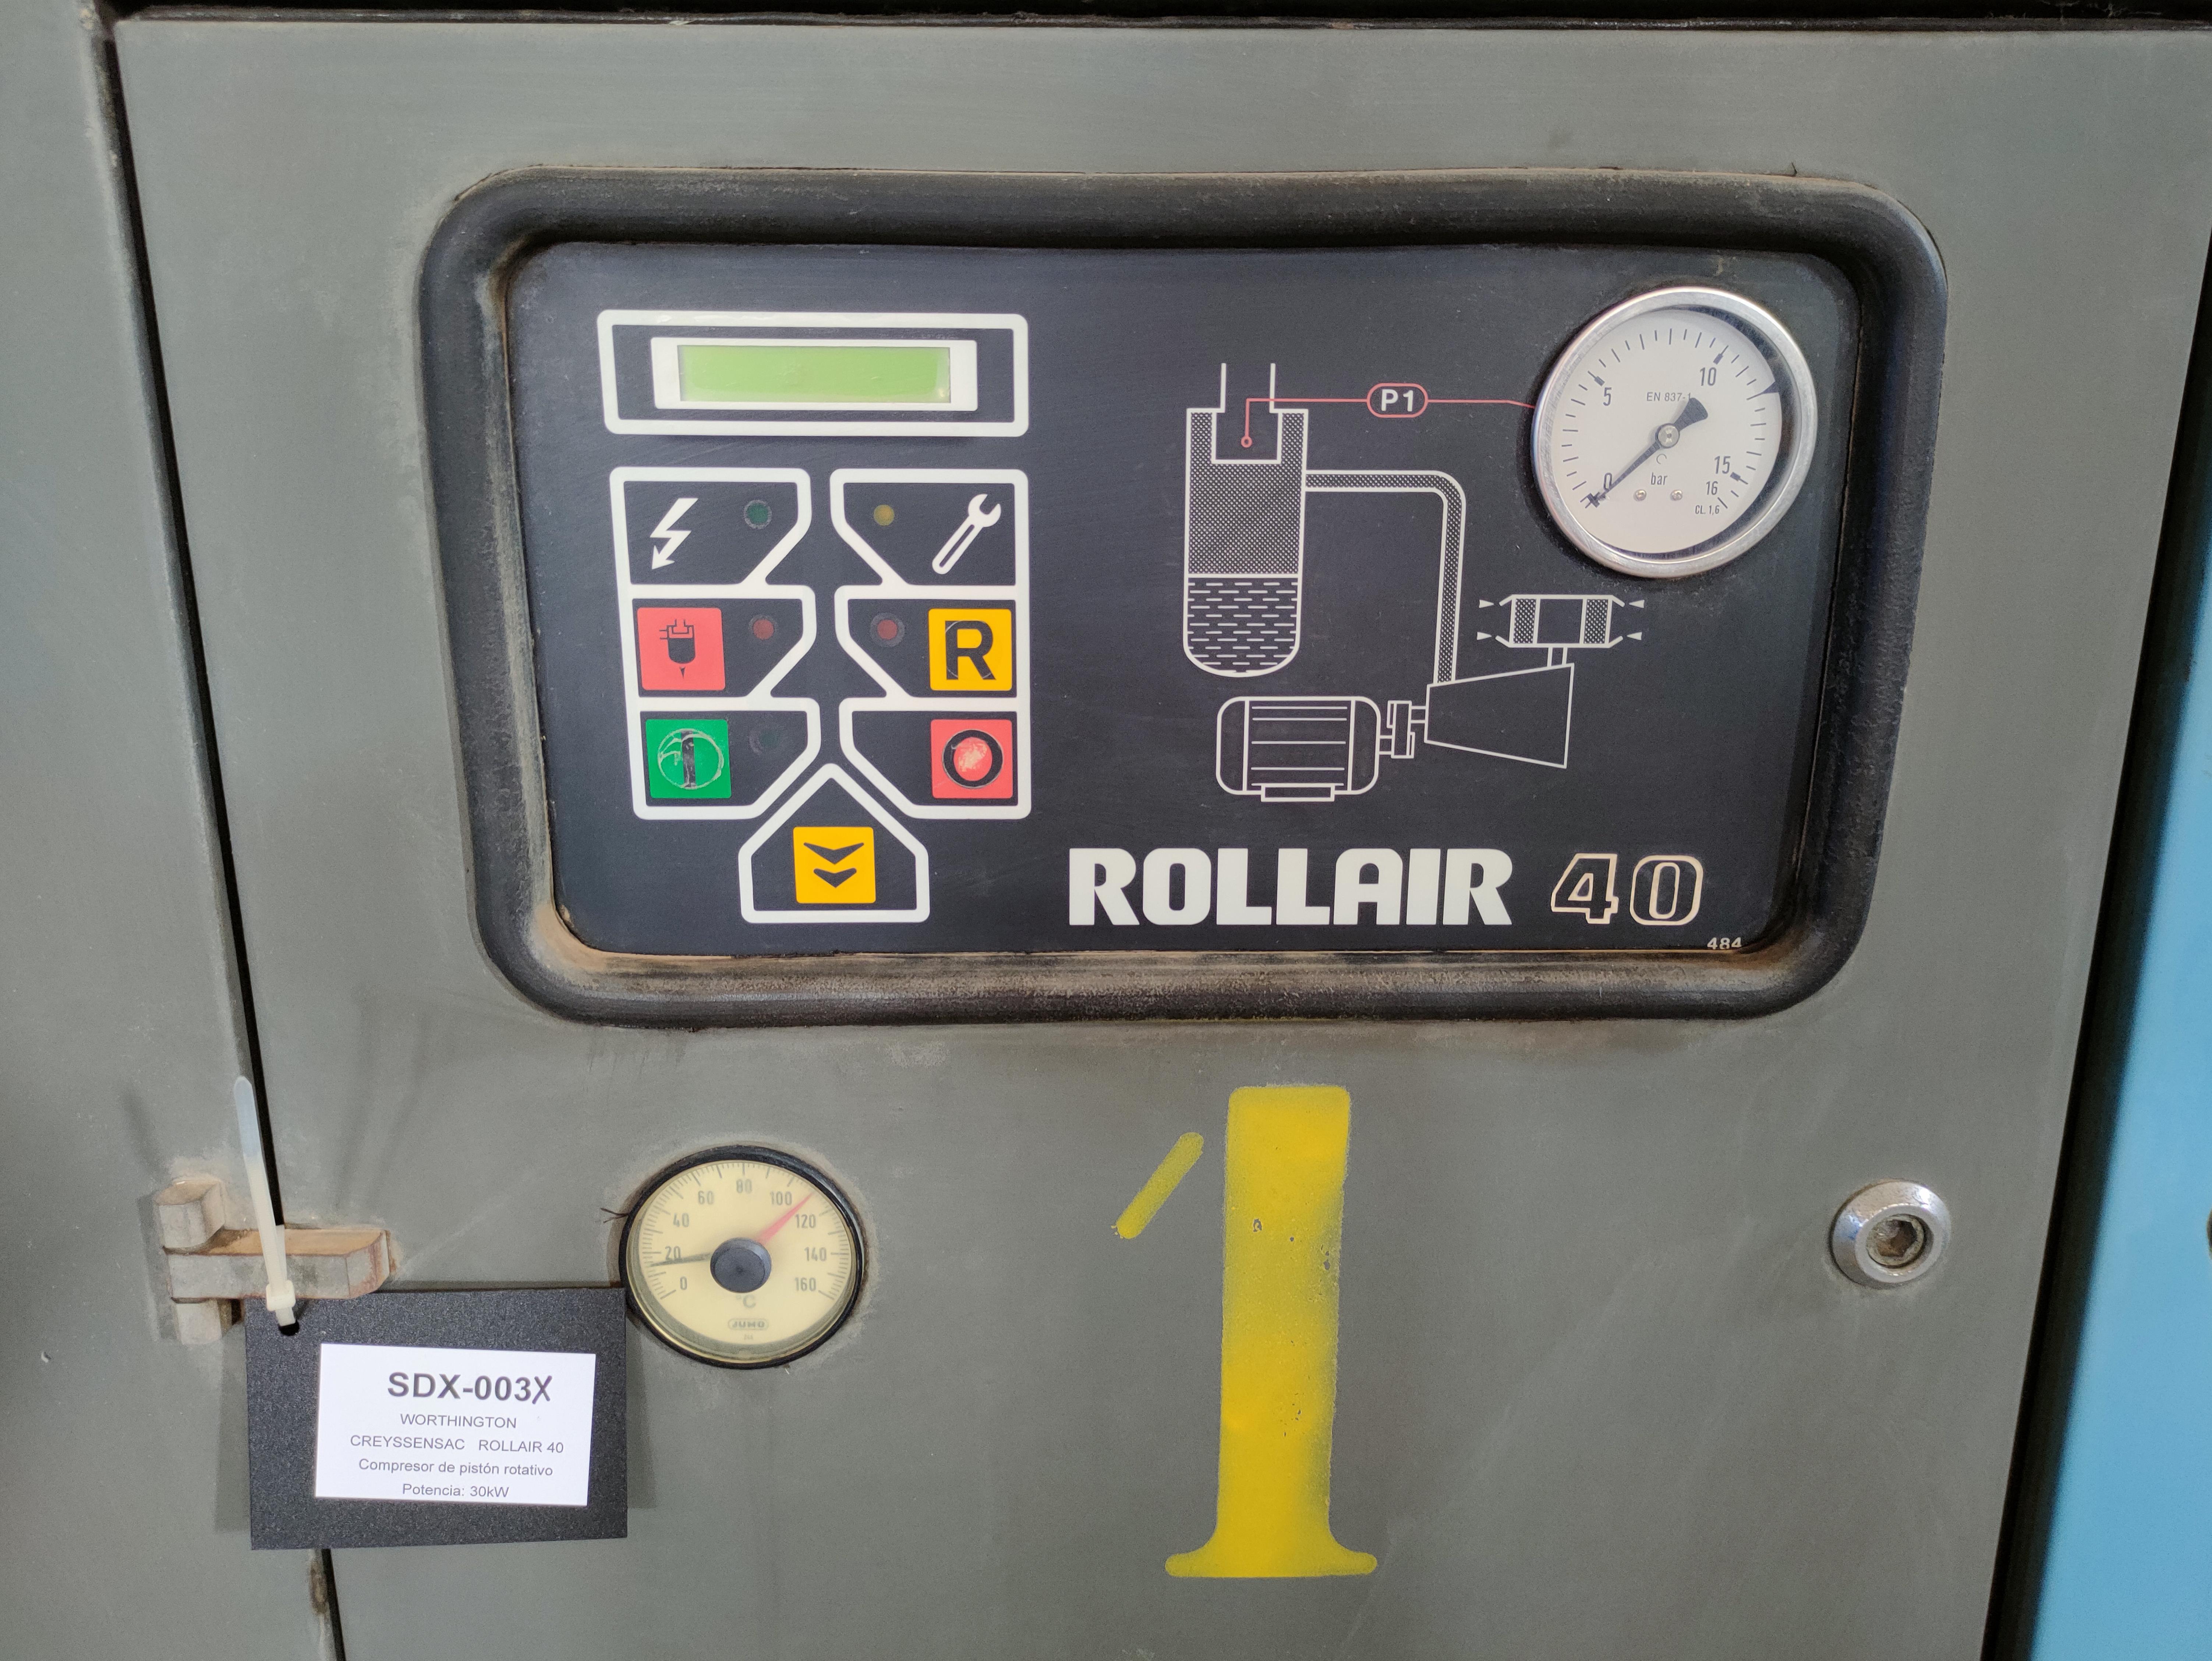 P1
5
10
EN 837-1
0
bar
15
16
CL. 1,6
R
ROLLAIR 40
484
1
0
20
40
60
80
100
120
140
160
°C
JUMO
SDX-003X
WORTHINGTON
CREYSSENSAC ROLLAIR 40
Compresor de pistón rotativo
Potencia: 30kW